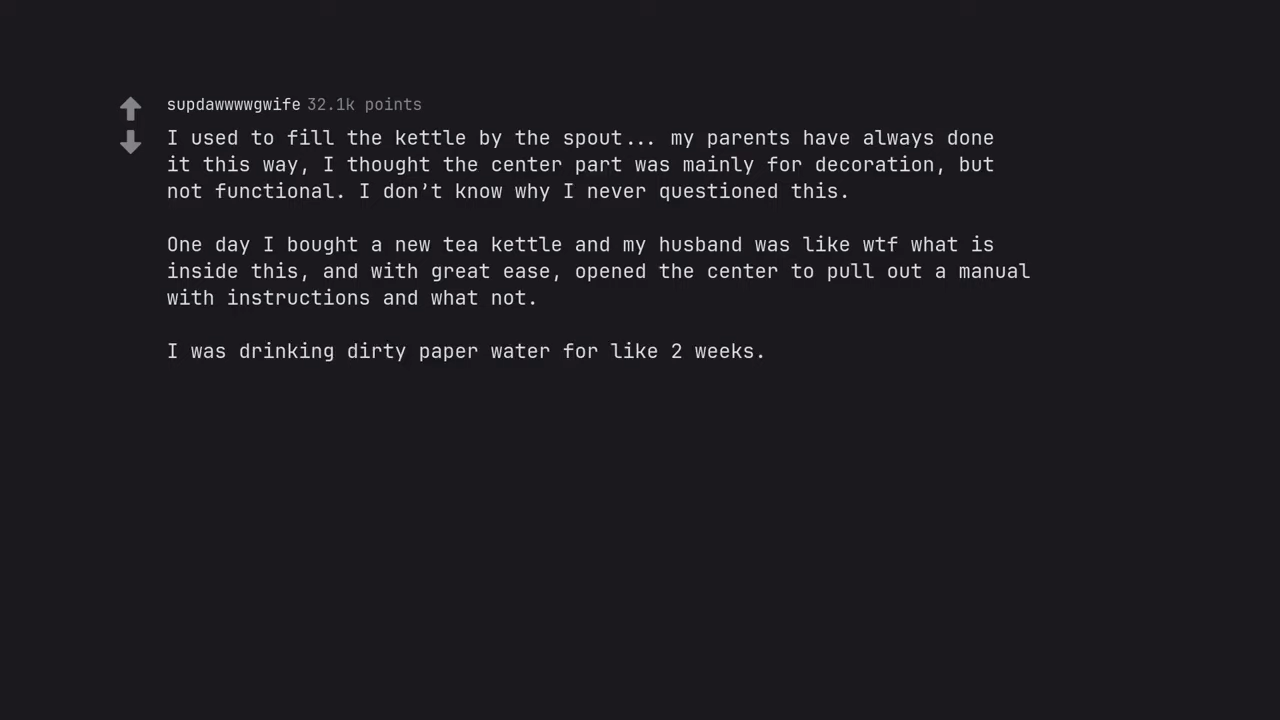 supdawwwwgwife 32.1k points
I used to fill the kettle by the spout... my parents have always done
it this way, I thought the center part was mainly for decoration, but
not functional. I don’t know why I never questioned this.
One day I bought a new tea kettle and my husband was like wtf what is
inside this, and with great ease, opened the center to pull out a manual
with instructions and what not.
I was drinking dirty paper water for like 2 weeks.